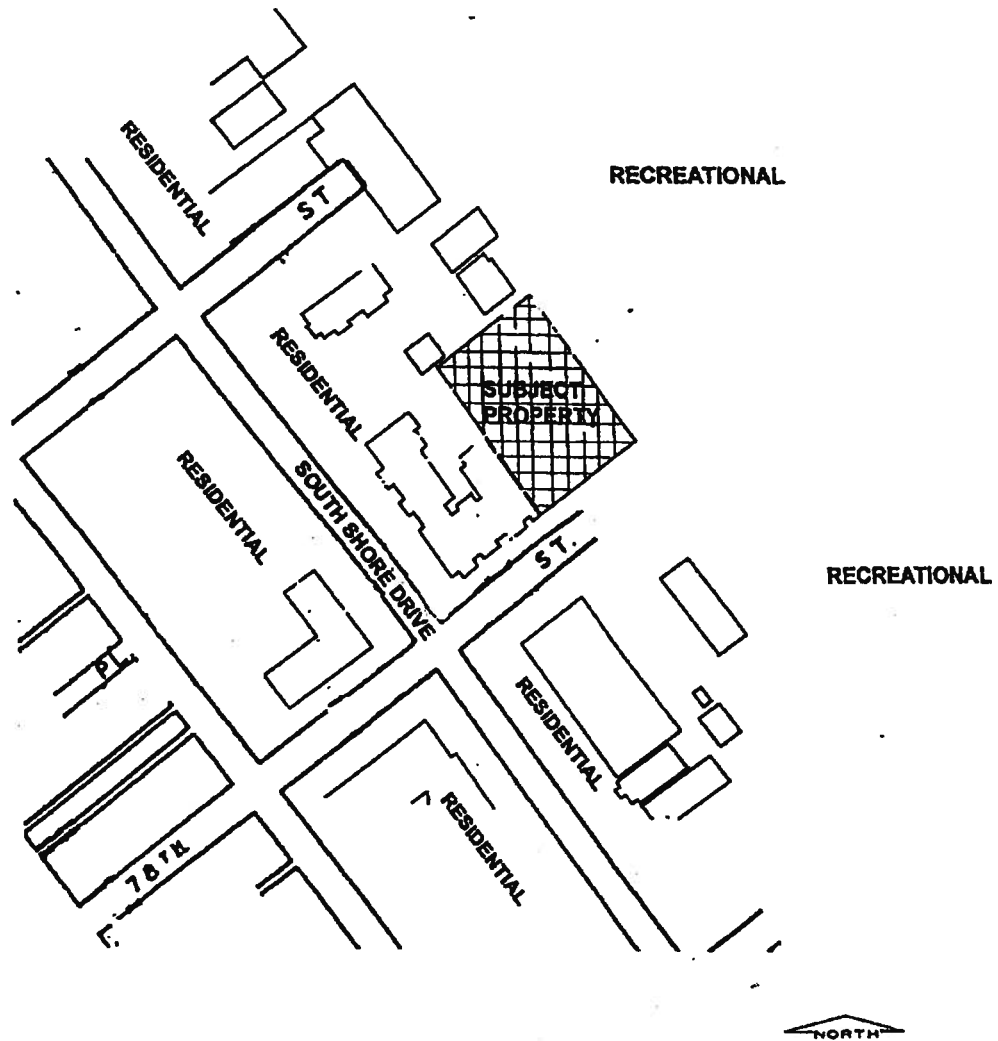 RESIDENTIAL
RECREATIONAL
ST
RESIDENTIAL
SUBJECT
PROPERTY
RESIDENTIAL
SOUTH SHORE DRIVE
ST.
RECREATIONAL
PL
RESIDENTIAL
RESIDENTIAL
E. 78TH
NORTH